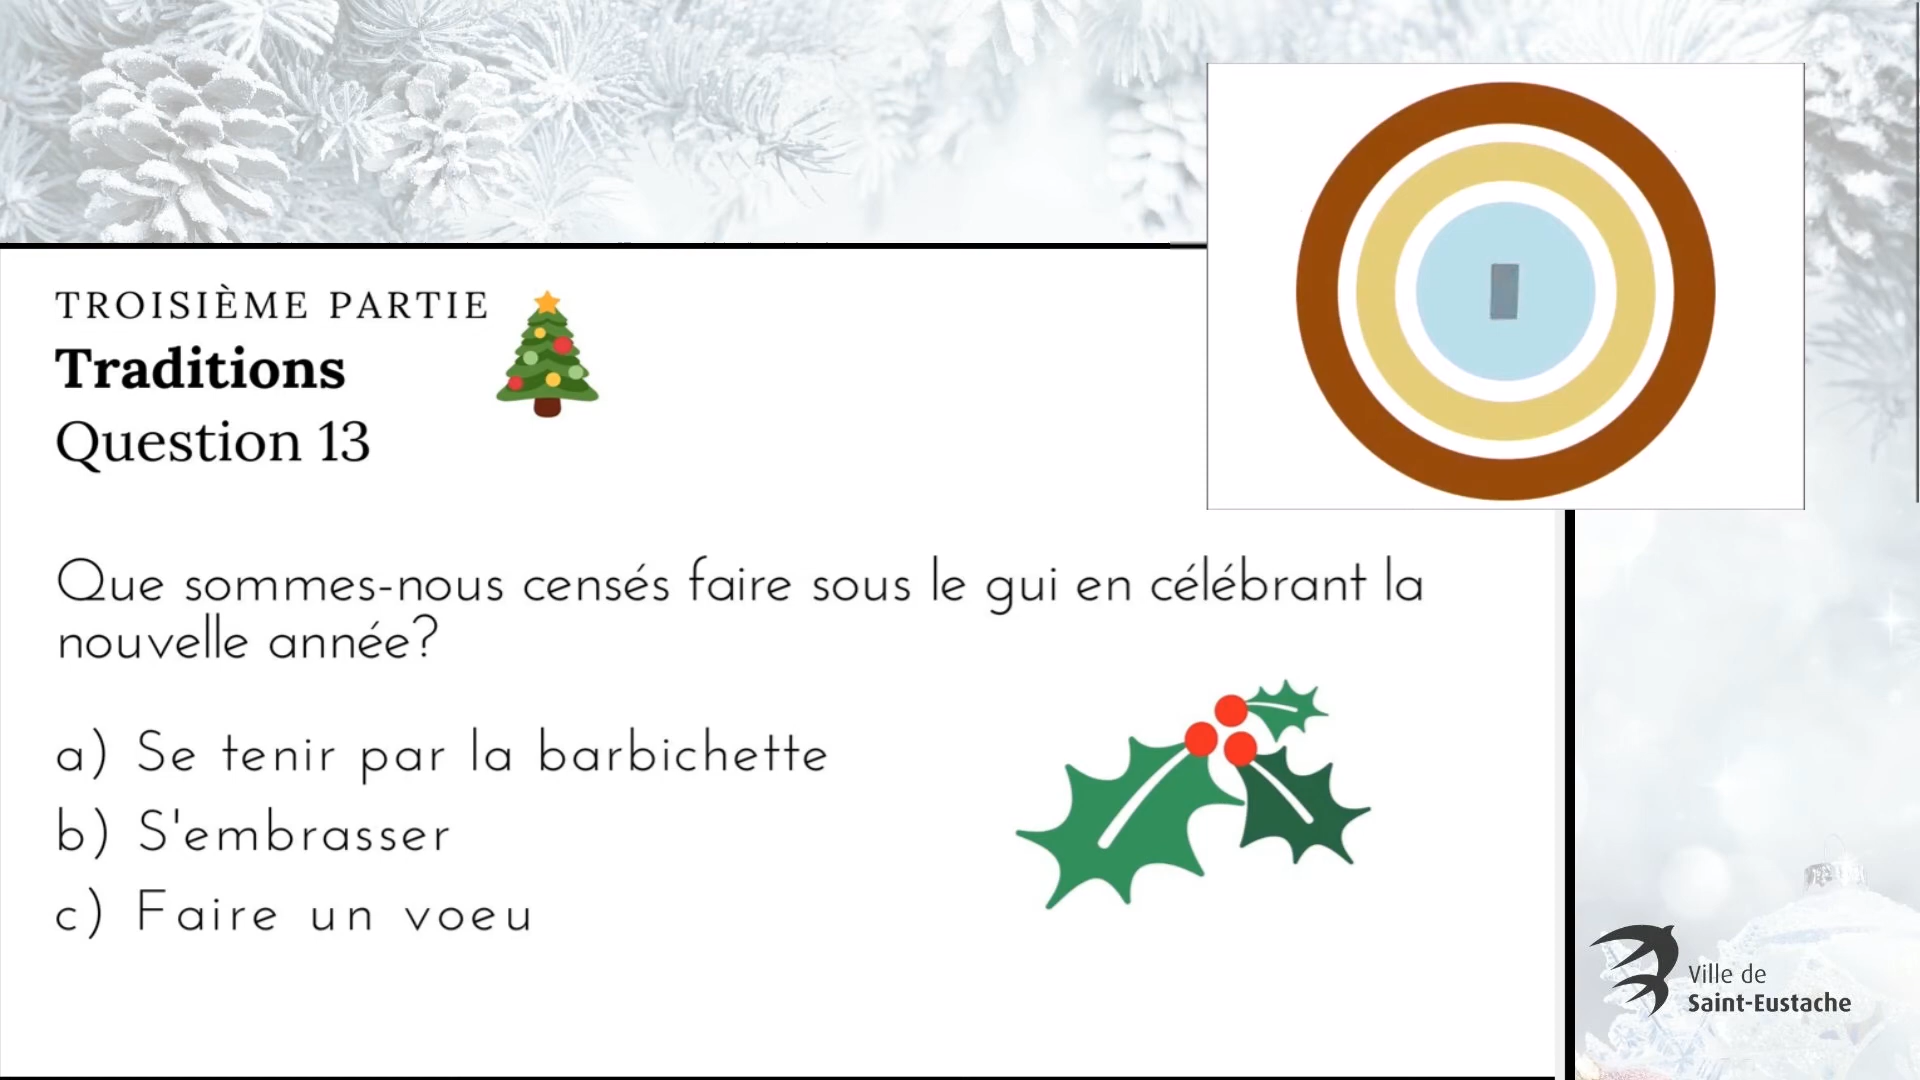 TROISIÈME PARTIE
Traditions
Question 13
Que sommes-nous censés faire sous le gui en célébrant la
nouvelle année?
a) Se tenir par la barbichette
b) S'embrasser
c) Faire un voeu
Ville de
Saint-Eustache